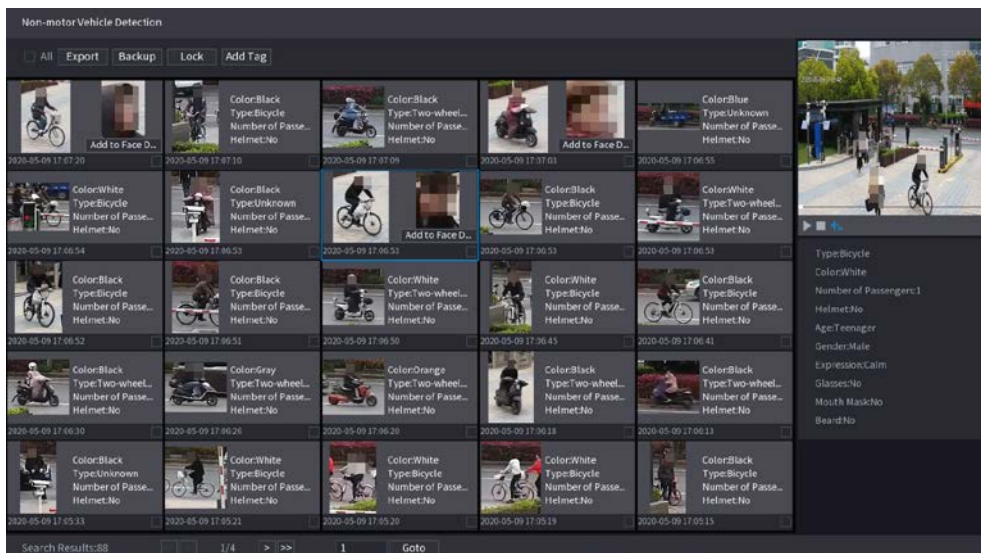 Non-motor Vehicle Detection
All Export Backup Lock Add Tag
Add to Face D...
2020-05-09 17:07:20
Color:Black
Type:Bicycle
Number of Passe...
Helmet:No
2020-05-09 17:07:10
Color:Black
Type:Two-wheel...
Number of Passe...
Helmet:No
2020-05-09 17:07:09
Add to Face D...
2020-05-09 17:07:03
Color:Blue
Type:Unknown
Number of Passe...
Helmet:No
2020-05-09 17:06:55
Color:White
Type:Bicycle
Number of Passe...
Helmet:No
2020-05-09 17:06:54
Color:Black
Type:Unknown
Number of Passe...
Helmet:No
2020-05-09 17:06:53
Add to Face D...
2020-05-09 17:06:53
Color:Black
Type:Bicycle
Number of Passe...
Helmet:No
2020-05-09 17:06:53
Color:White
Type:Two-wheel...
Number of Passe...
Helmet:No
2020-05-09 17:06:53
Color:Black
Type:Bicycle
Number of Passe...
Helmet:No
2020-05-09 17:06:52
Color:Black
Type:Bicycle
Number of Passe...
Helmet:No
2020-05-09 17:06:51
Color:White
Type:Two-wheel...
Number of Passe...
Helmet:No
2020-05-09 17:06:50
Color:White
Type:Bicycle
Number of Passe...
Helmet:No
2020-05-09 17:06:45
Color:Black
Type:Bicycle
Number of Passe...
Helmet:No
2020-05-09 17:06:41
Color:Black
Type:Two-wheel...
Number of Passe...
Helmet:No
2020-05-09 17:06:30
Color:Gray
Type:Two-wheel...
Number of Passe...
Helmet:No
2020-05-09 17:06:26
Color:Orange
Type:Two-wheel...
Number of Passe...
Helmet:No
2020-05-09 17:06:20
Color:Black
Type:Two-wheel...
Number of Passe...
Helmet:No
2020-05-09 17:06:18
Color:Black
Type:Two-wheel...
Number of Passe...
Helmet:No
2020-05-09 17:06:13
Color:Black
Type:Unknown
Number of Passe...
Helmet:No
2020-05-09 17:05:33
Color:White
Type:Bicycle
Number of Passe...
Helmet:No
2020-05-09 17:05:21
Color:White
Type:Bicycle
Number of Passe...
Helmet:No
2020-05-09 17:05:20
Color:White
Type:Bicycle
Number of Passe...
Helmet:No
2020-05-09 17:05:19
Color:Black
Type:Bicycle
Number of Passe...
Helmet:No
2020-05-09 17:05:15
Type:Bicycle
Color:White
Number of Passengers:1
Helmet:No
Age:Teenager
Gender:Male
Expression:Calm
Glasses:No
Mouth Mask:No
Beard:No
Search Results:88 1/4 > >> 1 Goto